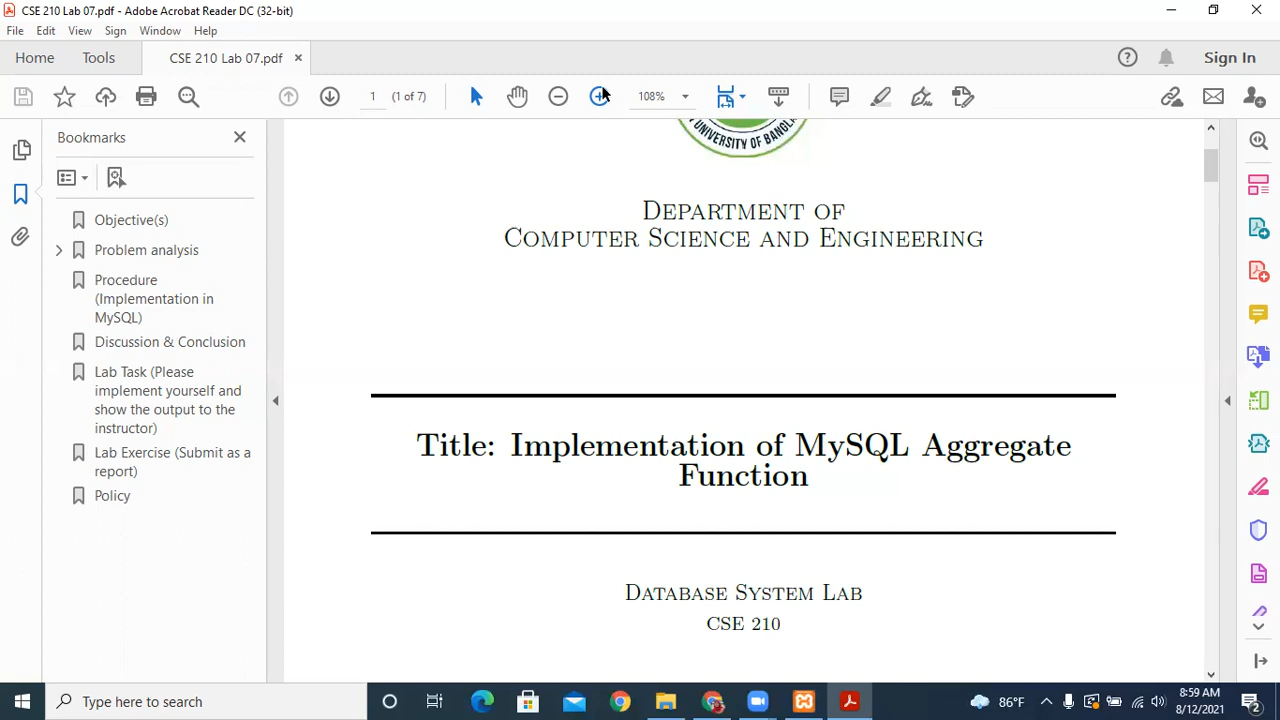 CSE 210 Lab 07.pdf - Adobe Acrobat Reader DC (32-bit)
File Edit View Sign Window Help
Home Tools CSE 210 Lab 07.pdf × Sign In
1 (1 of 7) 108%
Bookmarks
Objective(s)
Problem analysis
Procedure
(Implementation in
MySQL)
Discussion & Conclusion
Lab Task (Please
implement yourself and
show the output to the
instructor)
Lab Exercise (Submit as a
report)
Policy
UNIVERSITY OF BANGL
DEPARTMENT OF
COMPUTER SCIENCE AND ENGINEERING
Title: Implementation of MySQL Aggregate
Function
DATABASE SYSTEM LAB
CSE 210
Type here to search
86°F
8:59 AM
8/12/2021
2